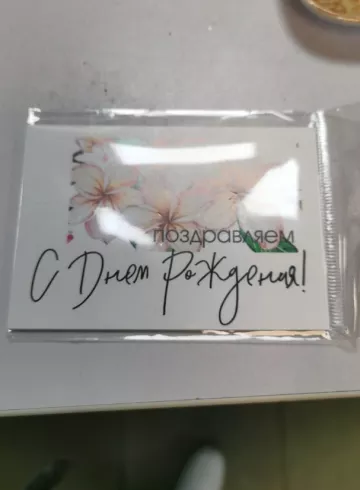 поздравляем
С Днем Рождения!